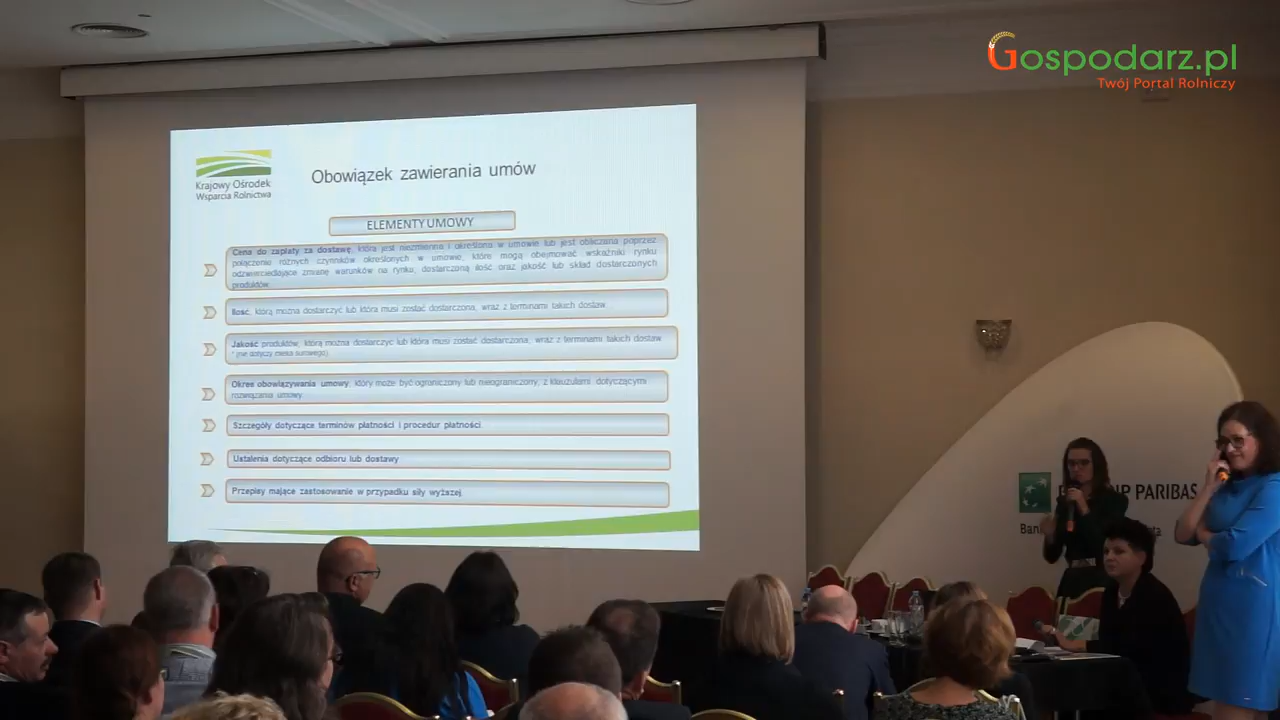 Gospodarz.pl
Twój Portal Rolniczy
Krajowy Ośrodek
Wsparcia Rolnictwa
Obowiązek zawierania umów
ELEMENTY UMOWY
Cena do zapłaty za dostawę, która jest niezmienna i określona w umowie lub jest obliczana poprzez
połączenie różnych czynników określonych w umowie, które mogą obejmować wskaźniki rynku
odzwierciedlające zmianę warunków na rynku, dostarczoną ilość oraz jakość lub skład dostarczonych
produktów.
Ilość, którą można dostarczyć lub która musi zostać dostarczona, wraz z terminami takich dostaw.
Jakość produktów, którą można dostarczyć lub która musi zostać dostarczona, wraz z terminami takich dostaw
* (nie dotyczy mleka surowego).
Okres obowiązywania umowy, który może być ograniczony lub nieograniczony, z klauzulami dotyczącymi
rozwiązania umowy.
Szczegóły dotyczące terminów płatności i procedur płatności.
Ustalenia dotyczące odbioru lub dostawy
Przepisy mające zastosowanie w przypadku siły wyższej.
PARIBAS
Ban